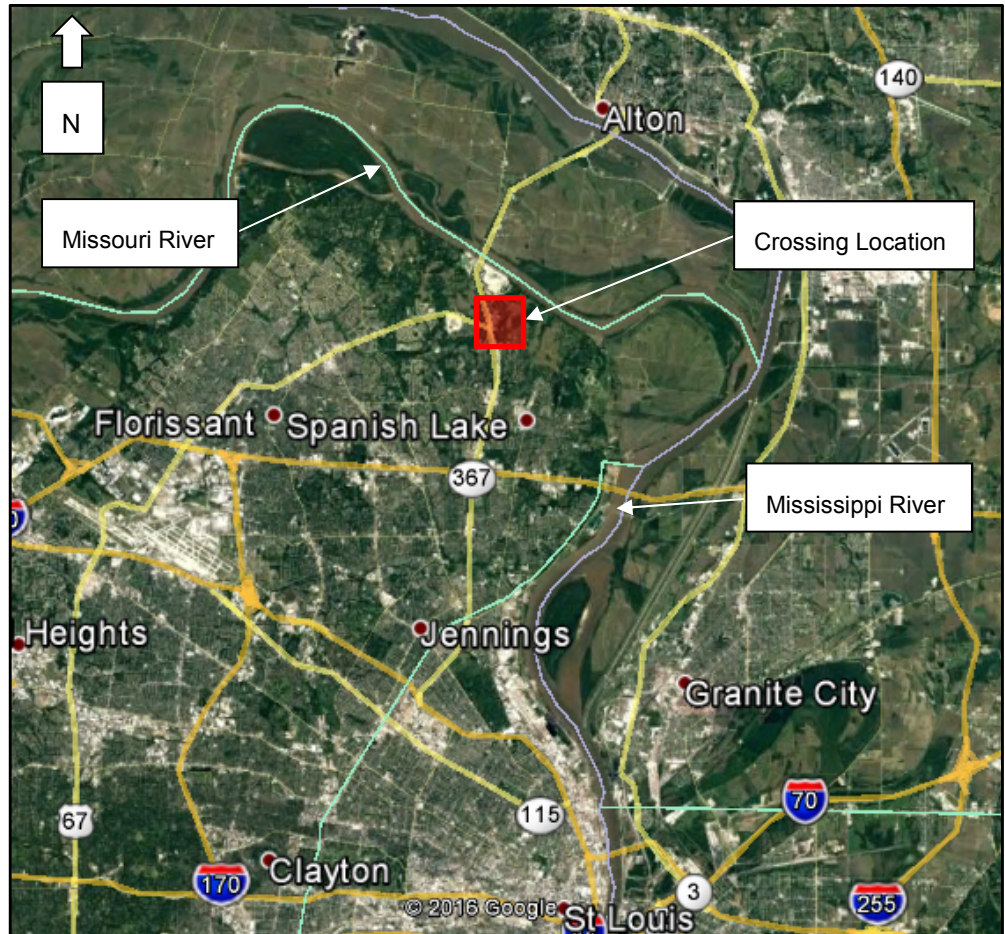 N
140
Alton
Missouri River
Crossing Location
Florissant
Spanish Lake
367
Mississippi River
Heights
Jennings
Granite City
70
67
115
Clayton
170
3
255
© 2016 Google
St Louis